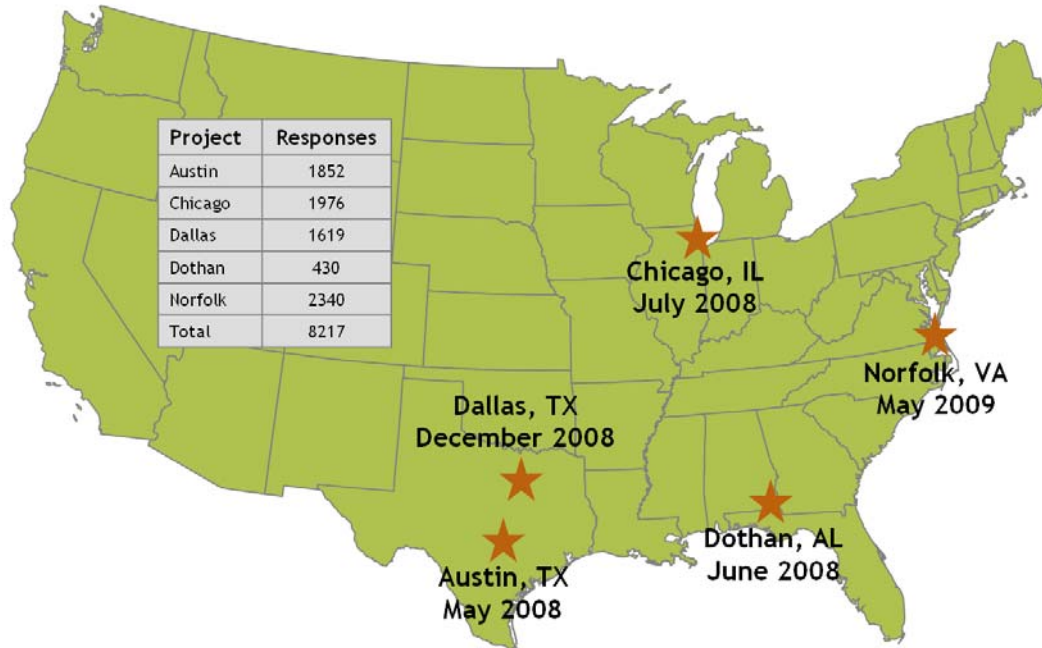 Project Responses
Austin 1852
Chicago 1976
Dallas 1619
Dothan 430
Norfolk 2340
Total 8217
Chicago, IL
July 2008
Norfolk, VA
May 2009
Dallas, TX
December 2008
Dothan, AL
June 2008
Austin, TX
May 2008